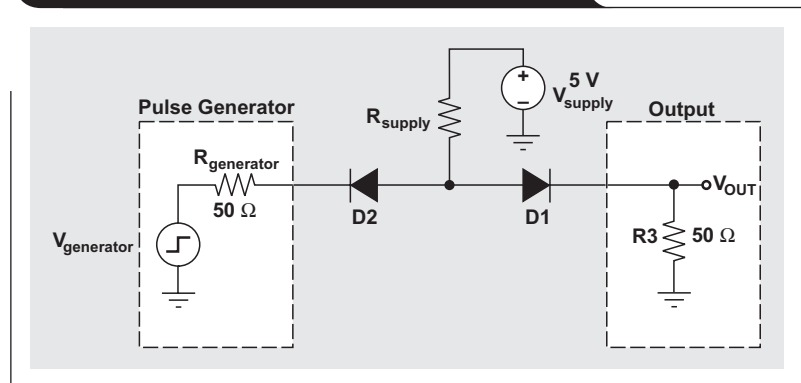 5 V
V_supply
R_supply
Pulse Generator
Output
R_generator
50 Ω
V_generator
D2
D1
V_OUT
R3
50 Ω
+
−